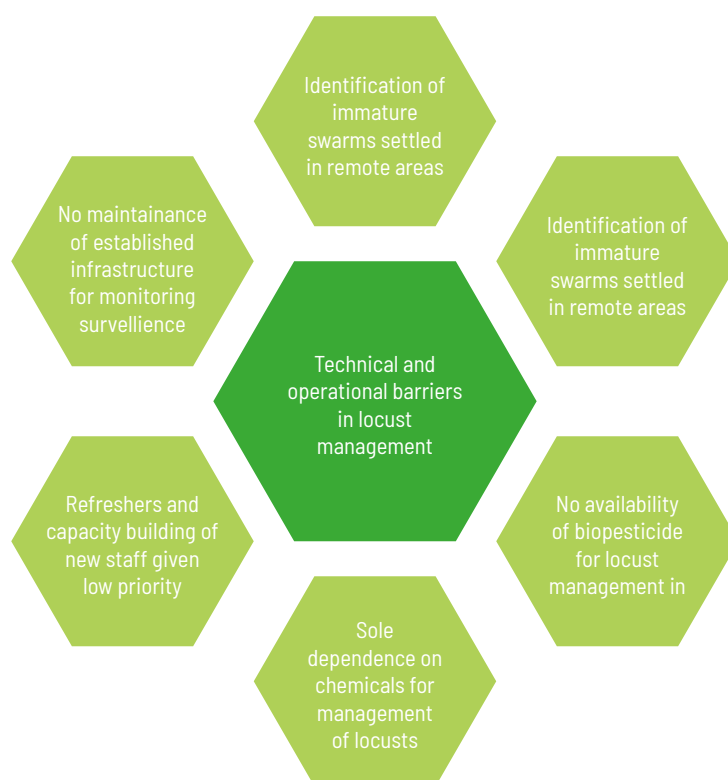 Identification of
immature
swarms settled
in remote areas
No maintainance
of established
infrastructure
for monitoring
survellience
Identification of
immature
swarms settled
in remote areas
Technical and
operational barriers
in locust
management
Refreshers and
capacity building of
new staff given
low priority
No availability
of biopesticide
for locust
management in
Sole
dependence on
chemicals for
management
of locusts